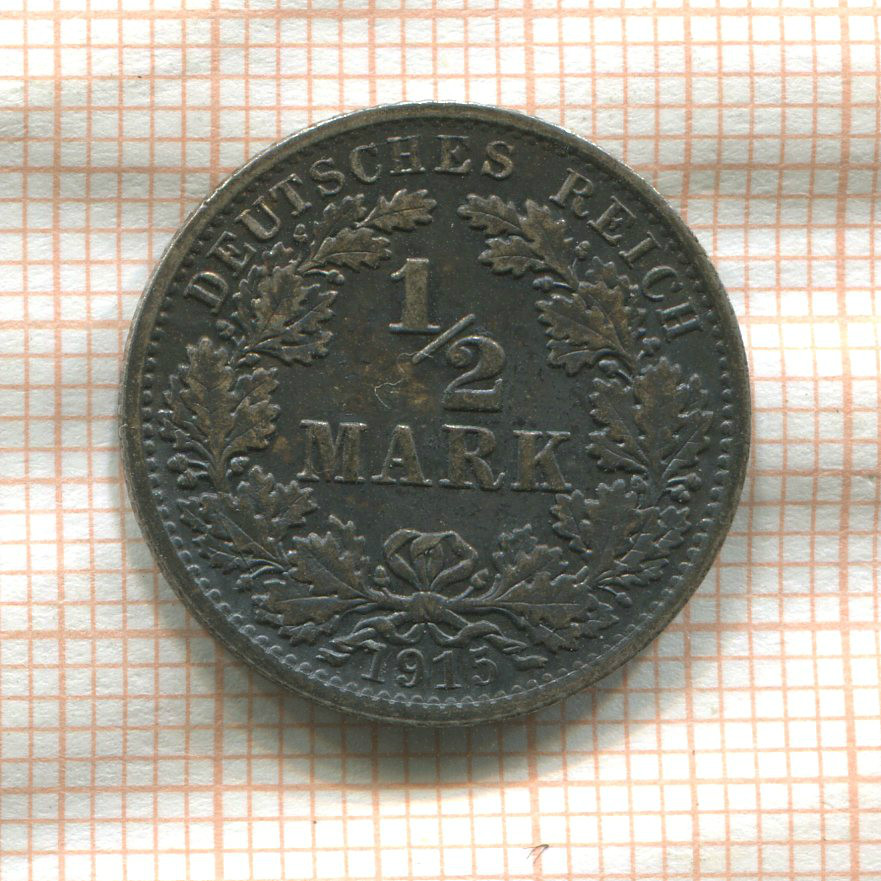 DEUTSCHES REICH
1/2
MARK
1915